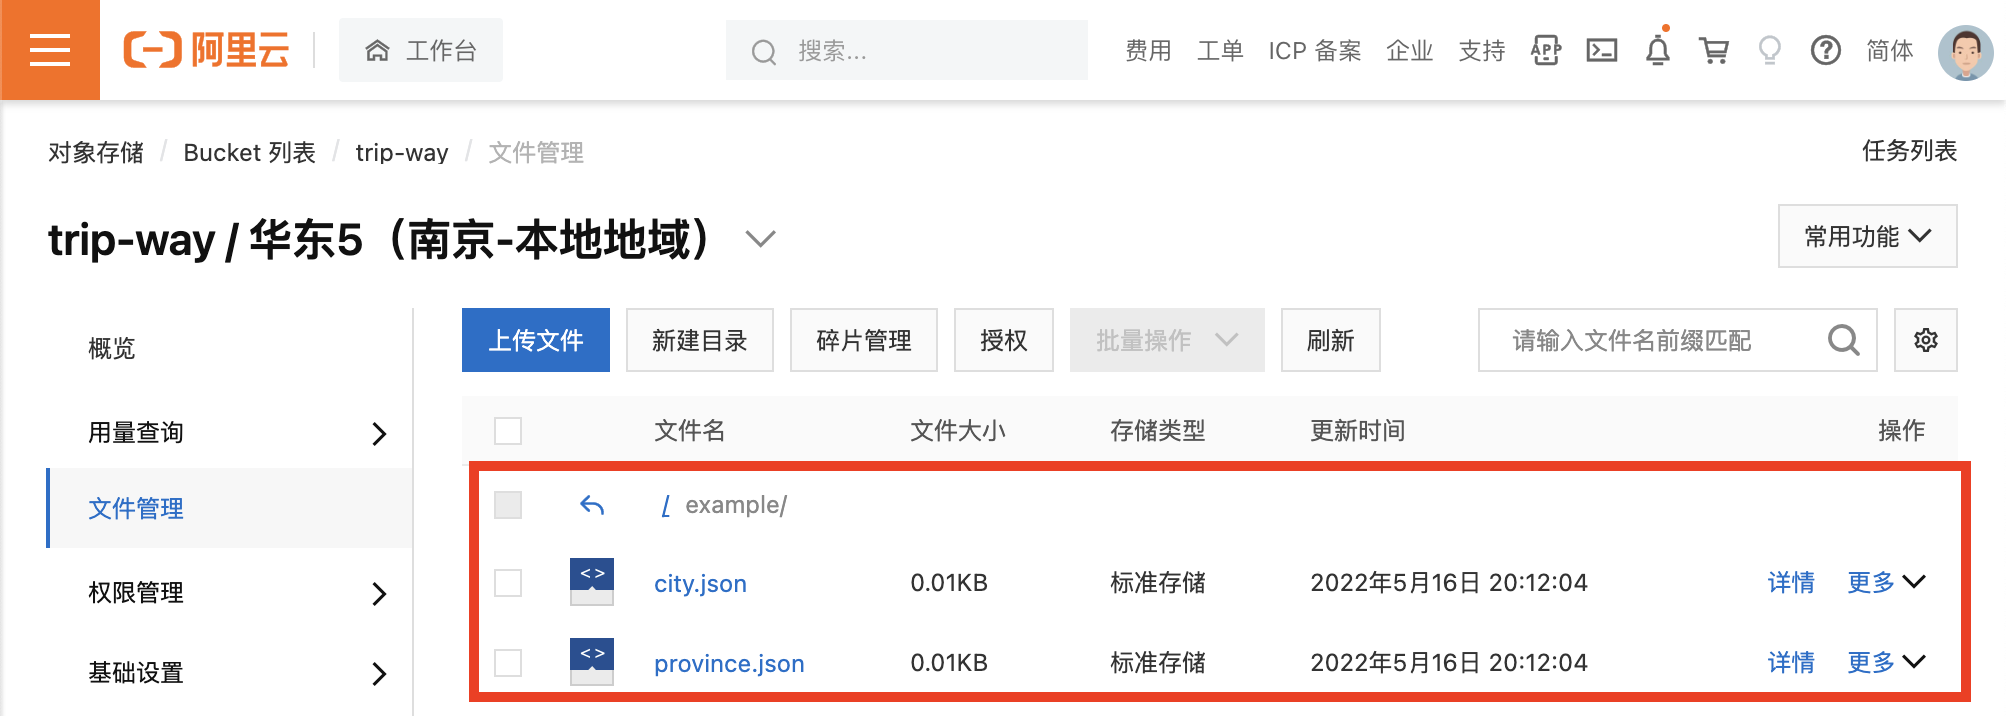 阿里云 工作台 搜索... 费用 工单 ICP 备案 企业 支持 APP 简体
对象存储 / Bucket 列表 / trip-way / 文件管理 任务列表
trip-way / 华东5（南京-本地地域） 常用功能
概览
用量查询
文件管理
权限管理
基础设置
上传文件 新建目录 碎片管理 授权 批量操作 刷新 请输入文件名前缀匹配
文件名 文件大小 存储类型 更新时间 操作
/ example/
city.json 0.01KB 标准存储 2022年5月16日 20:12:04 详情 更多
province.json 0.01KB 标准存储 2022年5月16日 20:12:04 详情 更多